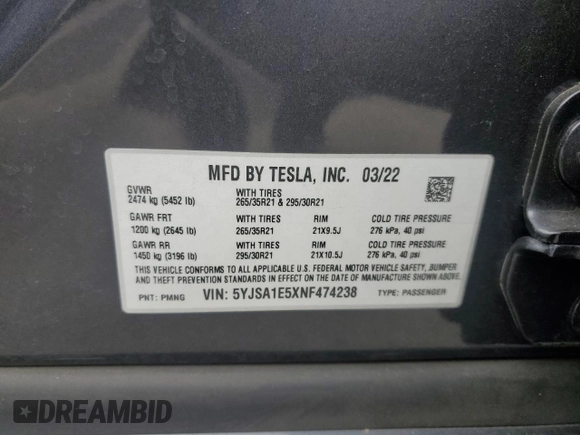 MFD BY TESLA, INC. 03/22
GVWR
2474 kg (5452 lb)
WITH TIRES
265/35R21 & 295/30R21
GAWR FRT
1200 kg (2645 lb)
WITH TIRES
265/35R21
RIM
21X9.5J
COLD TIRE PRESSURE
276 kPa, 40 psi
GAWR RR
1450 kg (3196 lb)
WITH TIRES
295/30R21
RIM
21X10.5J
COLD TIRE PRESSURE
276 kPa, 40 psi
THIS VEHICLE CONFORMS TO ALL APPLICABLE U.S. FEDERAL MOTOR VEHICLE SAFETY, BUMPER
AND THEFT PREVENTION STANDARDS IN EFFECT ON THE DATE OF MANUFACTURE SHOWN ABOVE.
PNT: PMNG VIN: 5YJSA1E5XNF474238 TYPE: PASSENGER
DREAMBID